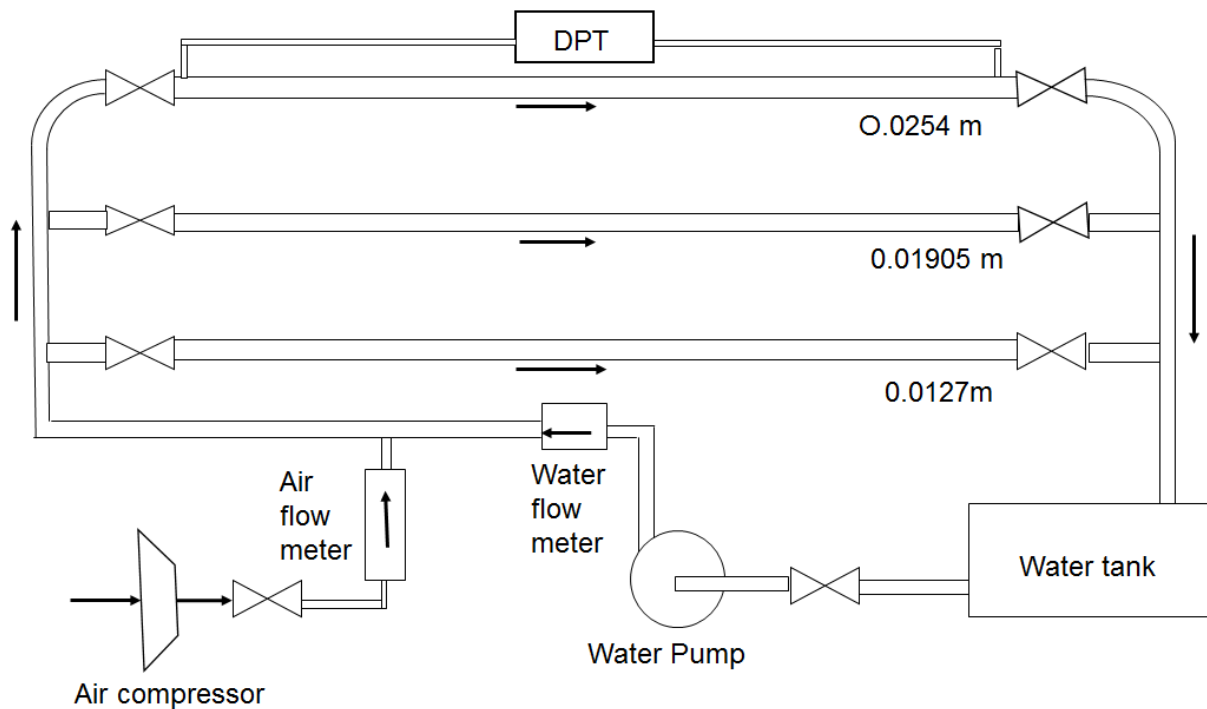 DPT
O.0254 m
0.01905 m
0.0127m
Air
flow
meter
Water
flow
meter
Water tank
Water Pump
Air compressor